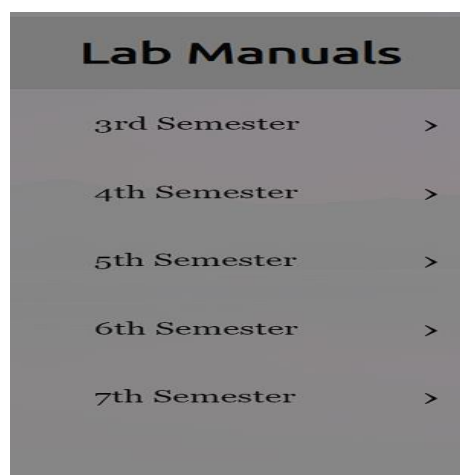 Lab Manuals
3rd Semester >
4th Semester >
5th Semester >
6th Semester >
7th Semester >